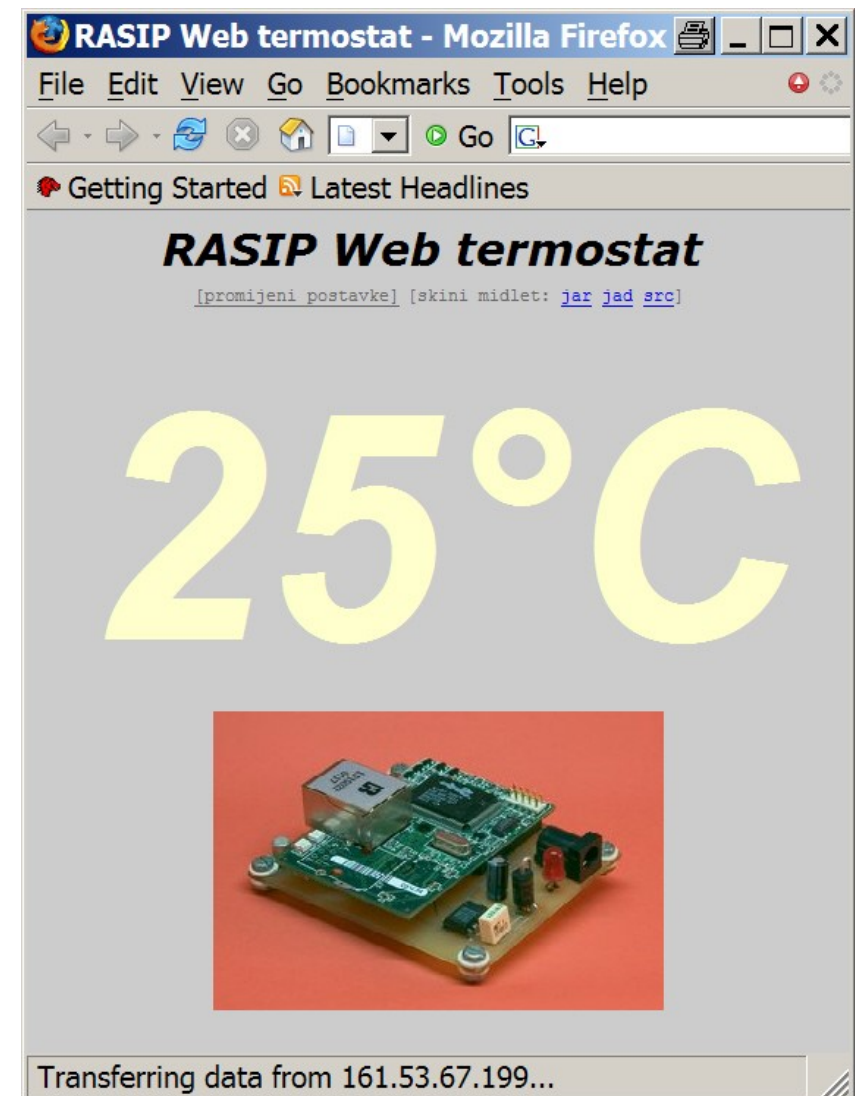 RASIP Web termostat - Mozilla Firefox
File Edit View Go Bookmarks Tools Help
Go
Getting Started Latest Headlines
RASIP Web termostat
[promijeni postavke] [skini midlet: jar jad src]
25°C
Transferring data from 161.53.67.199...